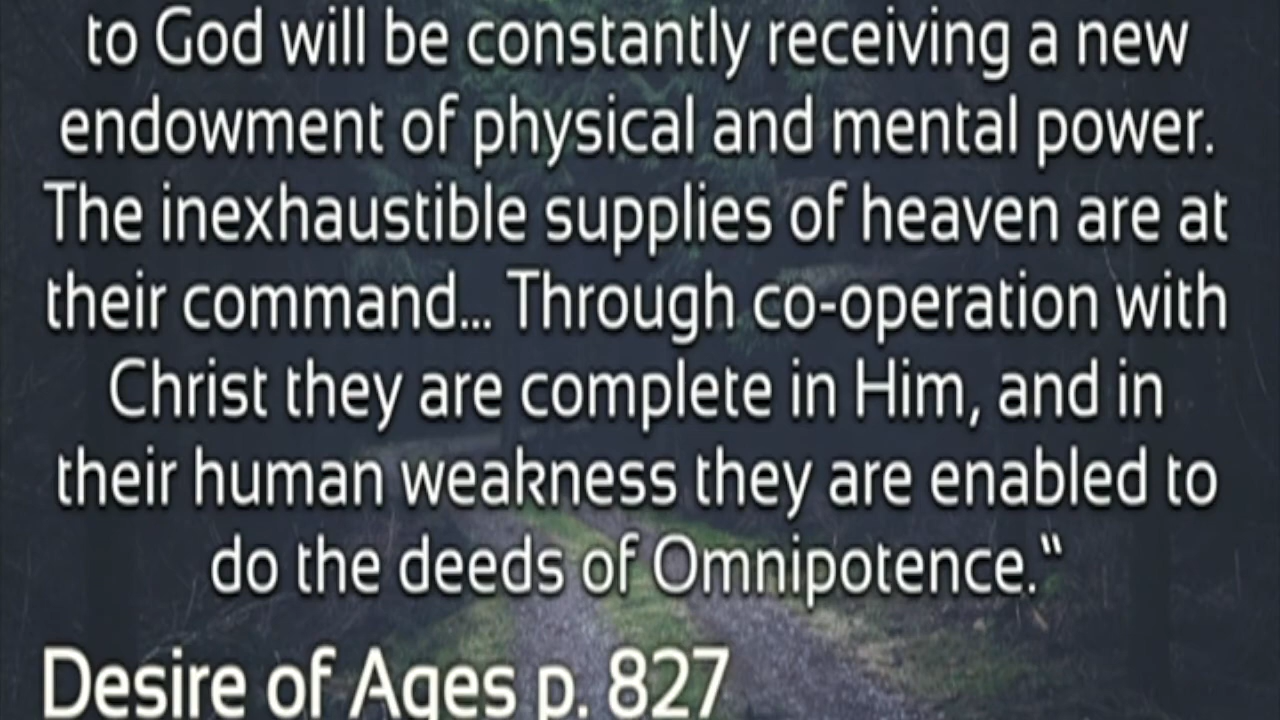 to God will be constantly receiving a new
endowment of physical and mental power.
The inexhaustible supplies of heaven are at
their command... Through co-operation with
Christ they are complete in Him, and in
their human weakness they are enabled to
do the deeds of Omnipotence.“
Desire of Ages p. 827